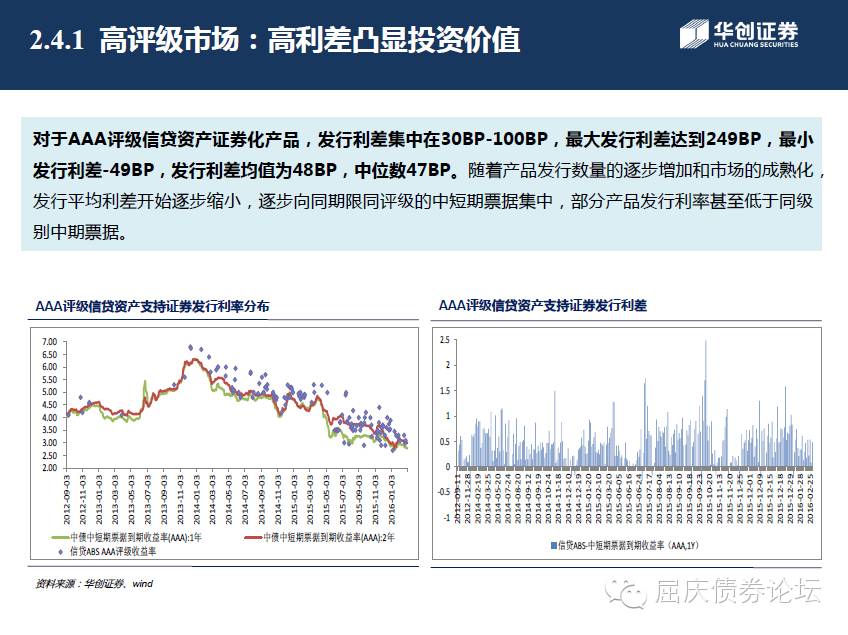 2.4.1 高评级市场：高利差凸显投资价值
华创证券
HUA CHUANG SECURITIES
对于AAA评级信贷资产证券化产品，发行利差集中在30BP-100BP，最大发行利差达到249BP，最小
发行利差-49BP，发行利差均值为48BP，中位数47BP。随着产品发行数量的逐步增加和市场的成熟化，
发行平均利差开始逐步缩小，逐步向同期限同评级的中短期票据集中，部分产品发行利率甚至低于同级
别中期票据。
AAA评级信贷资产支持证券发行利率分布
7.00
6.50
6.00
5.50
5.00
4.50
4.00
3.50
3.00
2.50
2.00
2012-09-03
2012-11-03
2013-01-03
2013-03-03
2013-05-03
2013-07-03
2013-09-03
2013-11-03
2014-01-03
2014-03-03
2014-05-03
2014-07-03
2014-09-03
2014-11-03
2015-01-03
2015-03-03
2015-05-03
2015-07-03
2015-09-03
2015-11-03
2016-01-03
中债中短期票据到期收益率(AAA):1年
中债中短期票据到期收益率(AAA):2年
信贷ABS AAA评级收益率
AAA评级信贷资产支持证券发行利差
2.5
2
1.5
1
0.5
0
-0.5
-1
信贷ABS-中短期票据到期收益率（AAA,1Y）
资料来源：华创证券、wind
屈庆债券论坛